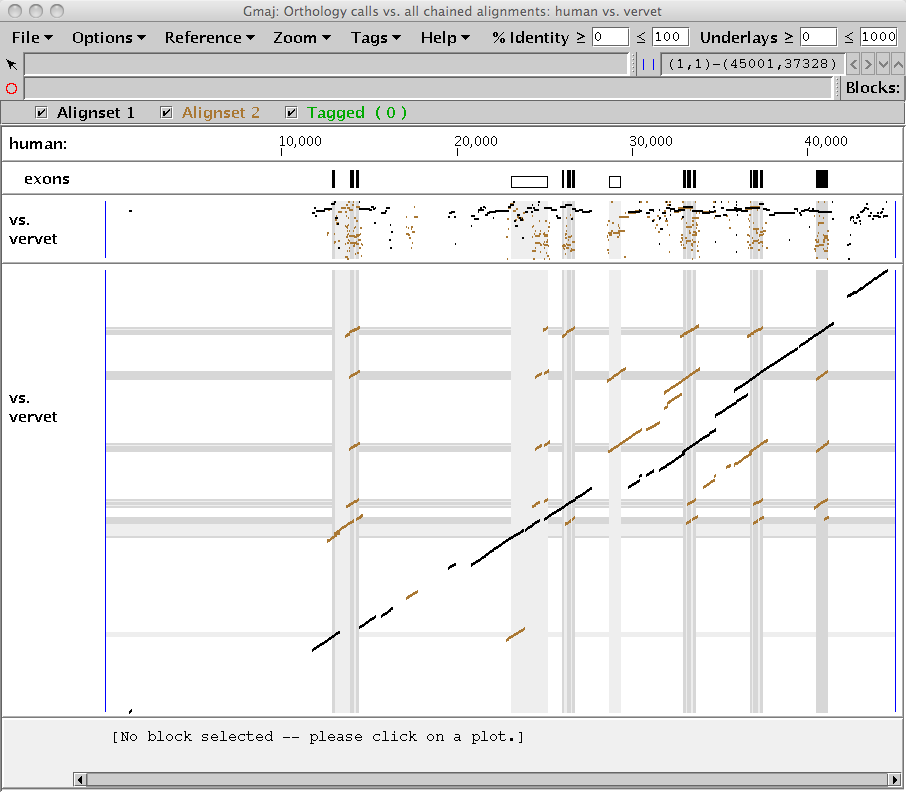 Gmaj: Orthology calls vs. all chained alignments: human vs. vervet
File Options Reference Zoom Tags Help % Identity ≥ 0 ≤ 100 Underlays ≥ 0 ≤ 1000
|| (1,1)-(45001,37328) < >
Blocks:
Alignset 1 Alignset 2 Tagged ( 0 )
human: 10,000 20,000 30,000 40,000
exons
vs.
vervet
vs.
vervet
[No block selected -- please click on a plot.]